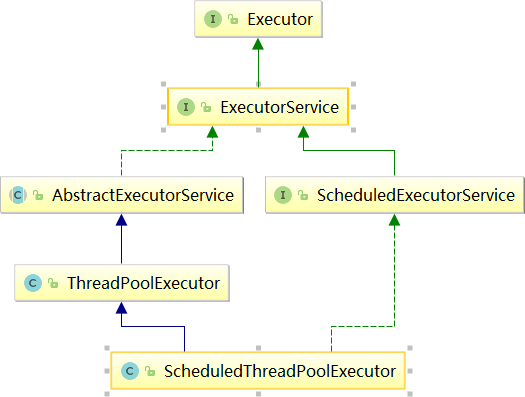 I Executor
I ExecutorService
C AbstractExecutorService
I ScheduledExecutorService
C ThreadPoolExecutor
C ScheduledThreadPoolExecutor